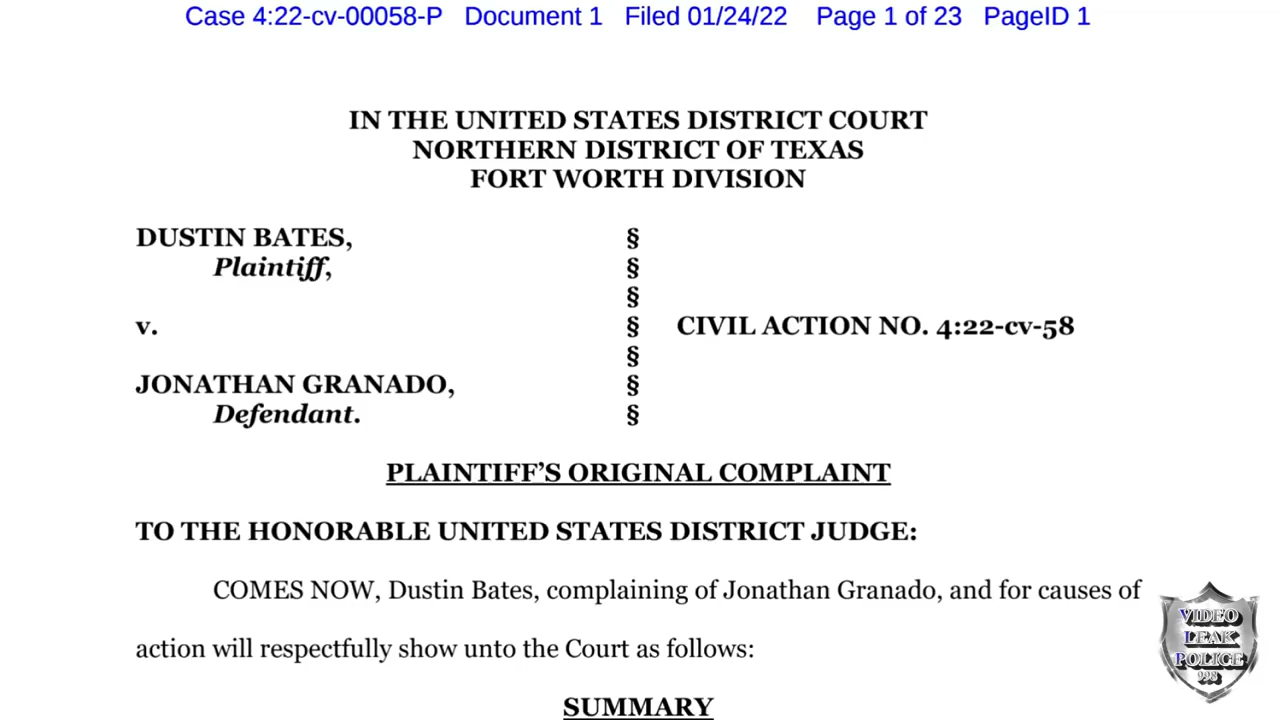 Case 4:22-cv-00058-P Document 1 Filed 01/24/22 Page 1 of 23 PageID 1
IN THE UNITED STATES DISTRICT COURT
NORTHERN DISTRICT OF TEXAS
FORT WORTH DIVISION
DUSTIN BATES, §
Plaintiff, §
§
v. § CIVIL ACTION NO. 4:22-cv-58
§
JONATHAN GRANADO, §
Defendant. §
PLAINTIFF’S ORIGINAL COMPLAINT
TO THE HONORABLE UNITED STATES DISTRICT JUDGE:
COMES NOW, Dustin Bates, complaining of Jonathan Granado, and for causes of
action will respectfully show unto the Court as follows:
SUMMARY
VIDEO
LEAK
POLICE
998